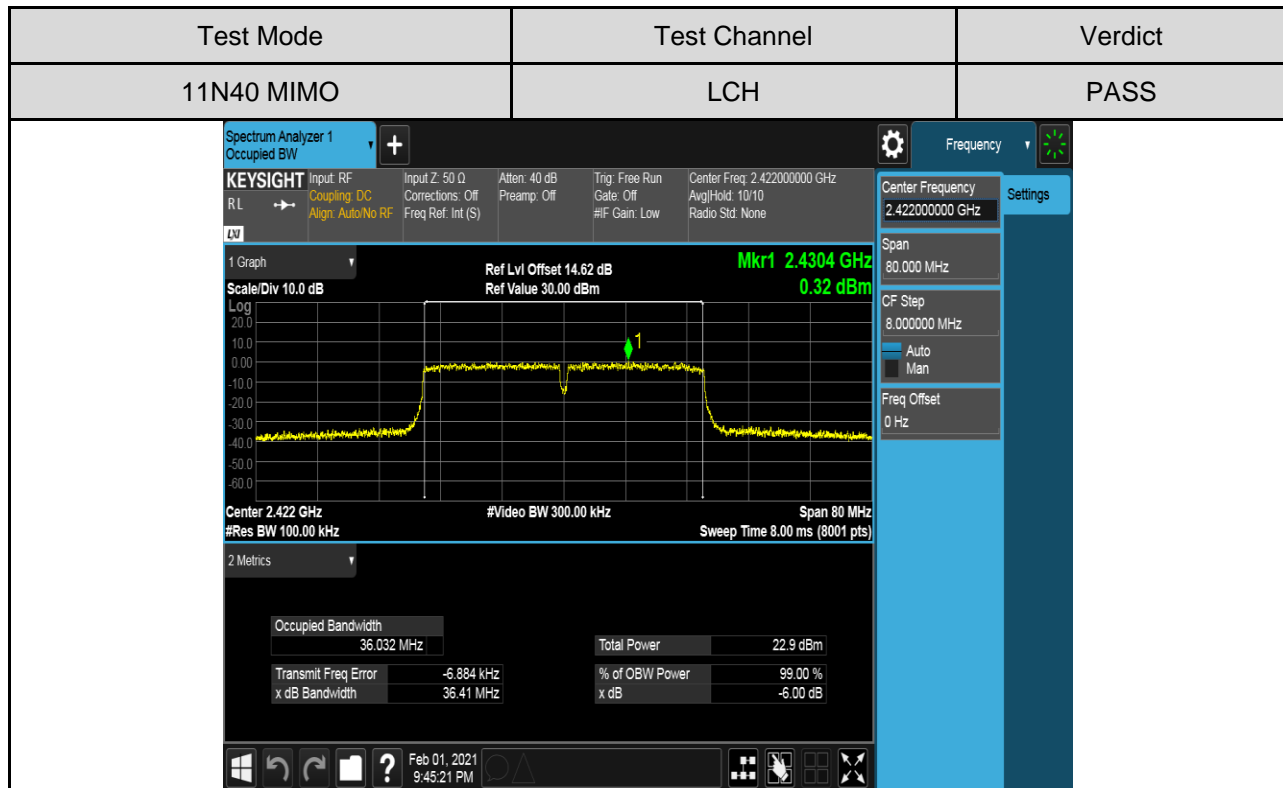 Test Mode Test Channel Verdict
11N40 MIMO LCH PASS
Spectrum Analyzer 1
Occupied BW
+
Frequency
KEYSIGHT
RL
LXI
Input: RF
Coupling: DC
Align: Auto/No RF
Input Z: 50 Ω
Corrections: Off
Freq Ref: Int (S)
Atten: 40 dB
Preamp: Off
Trig: Free Run
Gate: Off
#IF Gain: Low
Center Freq: 2.422000000 GHz
Avg|Hold: 10/10
Radio Std: None
Center Frequency
2.422000000 GHz
Settings
Span
80.000 MHz
CF Step
8.000000 MHz
Auto
Man
Freq Offset
0 Hz
1 Graph
Scale/Div 10.0 dB
Ref Lvl Offset 14.62 dB
Ref Value 30.00 dBm
Mkr1 2.4304 GHz
0.32 dBm
Log
20.0
10.0
0.00
-10.0
-20.0
-30.0
-40.0
-50.0
-60.0
1
Center 2.422 GHz #Video BW 300.00 kHz Span 80 MHz
#Res BW 100.00 kHz Sweep Time 8.00 ms (8001 pts)
2 Metrics
Occupied Bandwidth
36.032 MHz
Total Power 22.9 dBm
Transmit Freq Error -6.884 kHz % of OBW Power 99.00 %
x dB Bandwidth 36.41 MHz x dB -6.00 dB
?
Feb 01, 2021
9:45:21 PM